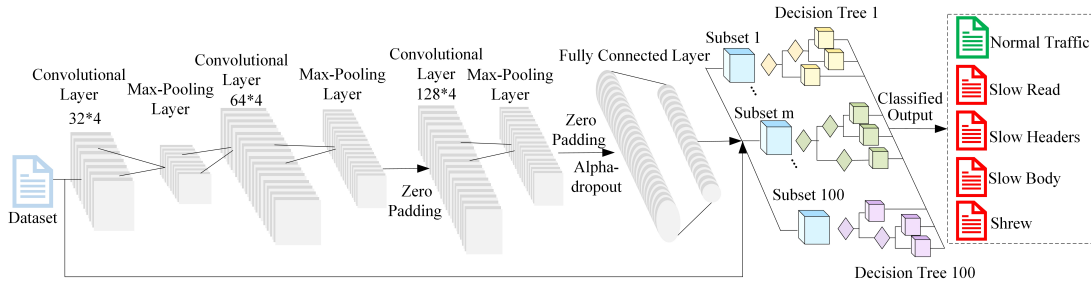 Dataset
Convolutional
Layer
32*4
Max-Pooling
Layer
Convolutional
Layer
64*4
Max-Pooling
Layer
Zero
Padding
Convolutional
Layer
128*4
Max-Pooling
Layer
Zero
Padding
Alpha-
dropout
Fully Connected Layer
Subset 1
Decision Tree 1
Subset m
Subset 100
Decision Tree 100
Classified
Output
Normal Traffic
Slow Read
Slow Headers
Slow Body
Shrew